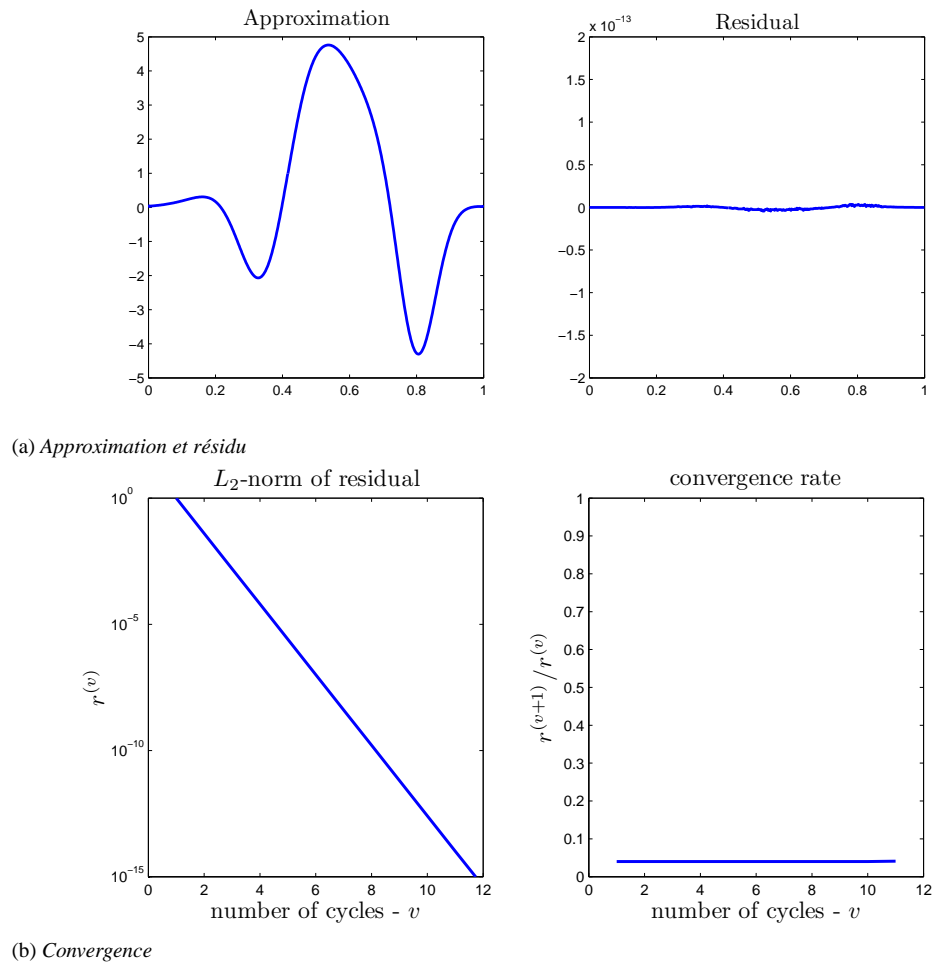 Approximation
5
4
3
2
1
0
−1
−2
−3
−4
−5
0 0.2 0.4 0.6 0.8 1
Residual
x 10^−13
2
1.5
1
0.5
0
−0.5
−1
−1.5
−2
0 0.2 0.4 0.6 0.8 1
(a) Approximation et résidu
L₂-norm of residual
10^0
10^−5
10^−10
10^−15
r^(v)
0 2 4 6 8 10 12
number of cycles - v
convergence rate
1
0.9
0.8
0.7
0.6
0.5
0.4
0.3
0.2
0.1
0
r^(v+1)/r^(v)
0 2 4 6 8 10 12
number of cycles - v
(b) Convergence